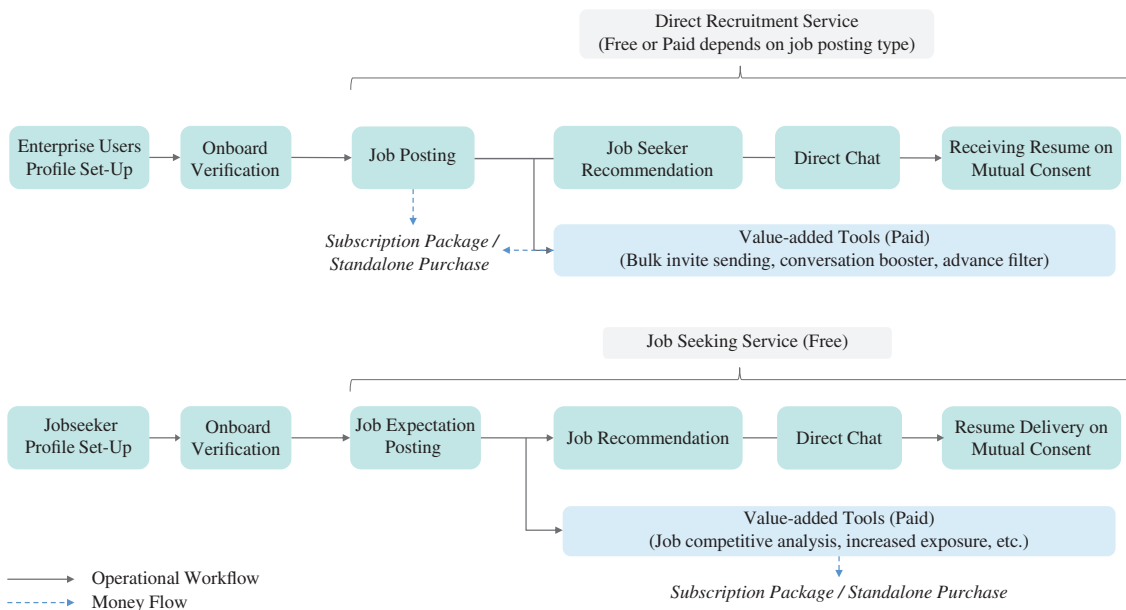 Direct Recruitment Service
(Free or Paid depends on job posting type)
Enterprise Users
Profile Set-Up
Onboard
Verification
Job Posting
Job Seeker
Recommendation
Direct Chat
Receiving Resume on
Mutual Consent
Subscription Package /
Standalone Purchase
Value-added Tools (Paid)
(Bulk invite sending, conversation booster, advance filter)
Job Seeking Service (Free)
Jobseeker
Profile Set-Up
Onboard
Verification
Job Expectation
Posting
Job Recommendation
Direct Chat
Resume Delivery on
Mutual Consent
Value-added Tools (Paid)
(Job competitive analysis, increased exposure, etc.)
Subscription Package / Standalone Purchase
Operational Workflow
Money Flow